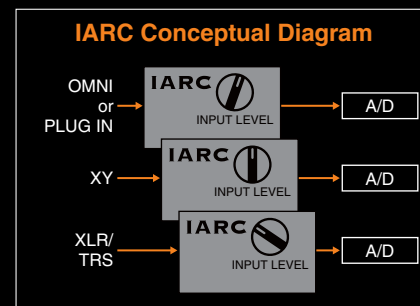 IARC Conceptual Diagram
OMNI
or
PLUG IN
IARC
INPUT LEVEL
A/D
XY
IARC
INPUT LEVEL
A/D
XLR/
TRS
IARC
INPUT LEVEL
A/D